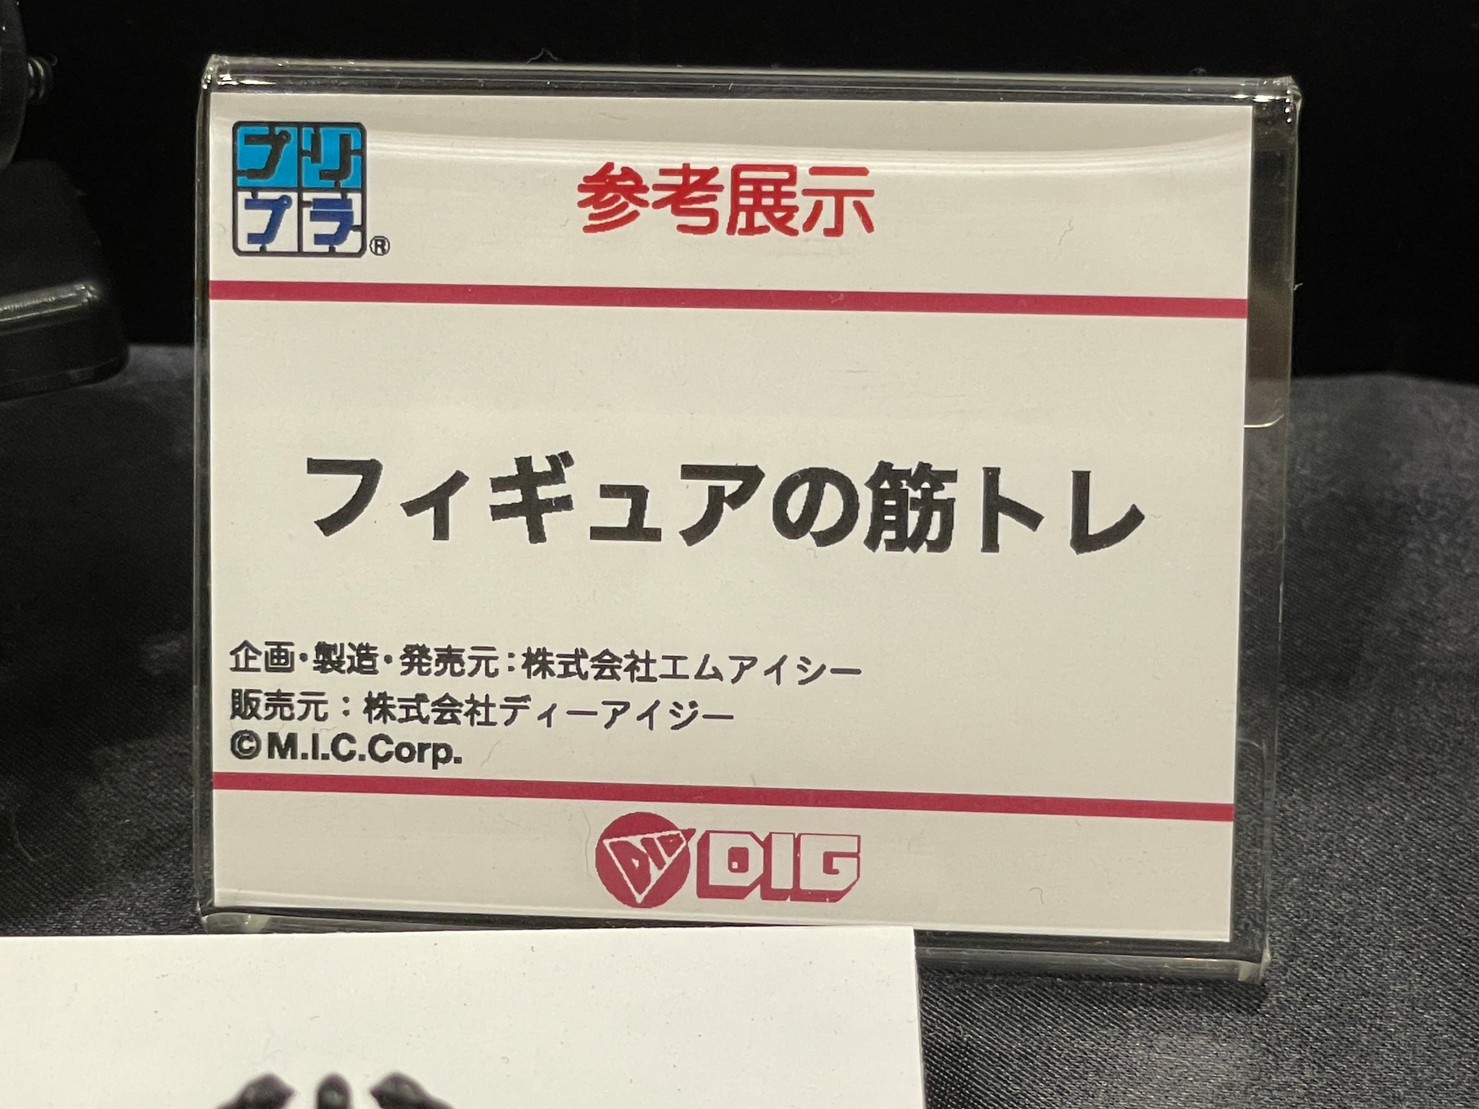 プリ
プラ®
参考展示
フィギュアの筋トレ
企画・製造・発売元：株式会社エムアイシー
販売元：株式会社ディーアイジー
©M.I.C.Corp.
DIG DIG